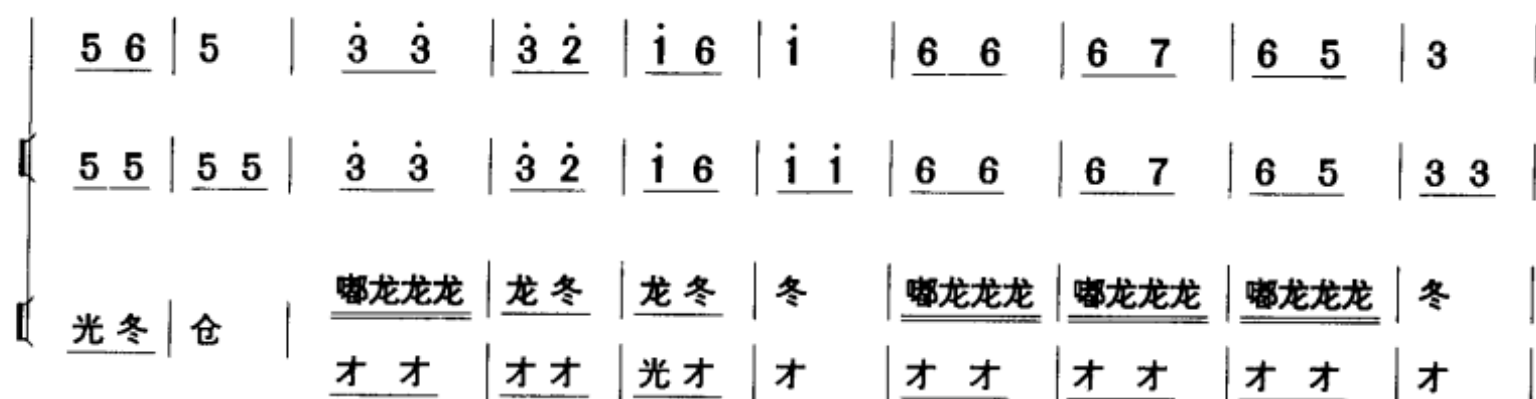 5 6 | 5 | 3̇ 3̇ | 3̇ 2̇ | 1̇ 6 | 1̇ | 6 6 | 6 7 | 6 5 | 3 |
5 5 | 5 5 | 3̇ 3̇ | 3̇ 2̇ | 1̇ 6 | 1̇ 1̇ | 6 6 | 6 7 | 6 5 | 3 3 |
嘟龙龙龙 | 龙冬 | 龙冬 | 冬 | 嘟龙龙龙 | 嘟龙龙龙 | 嘟龙龙龙 | 冬 |
光冬 | 仓 |
才 才 | 才才 | 光才 | 才 | 才 才 | 才 才 | 才 才 | 才 |